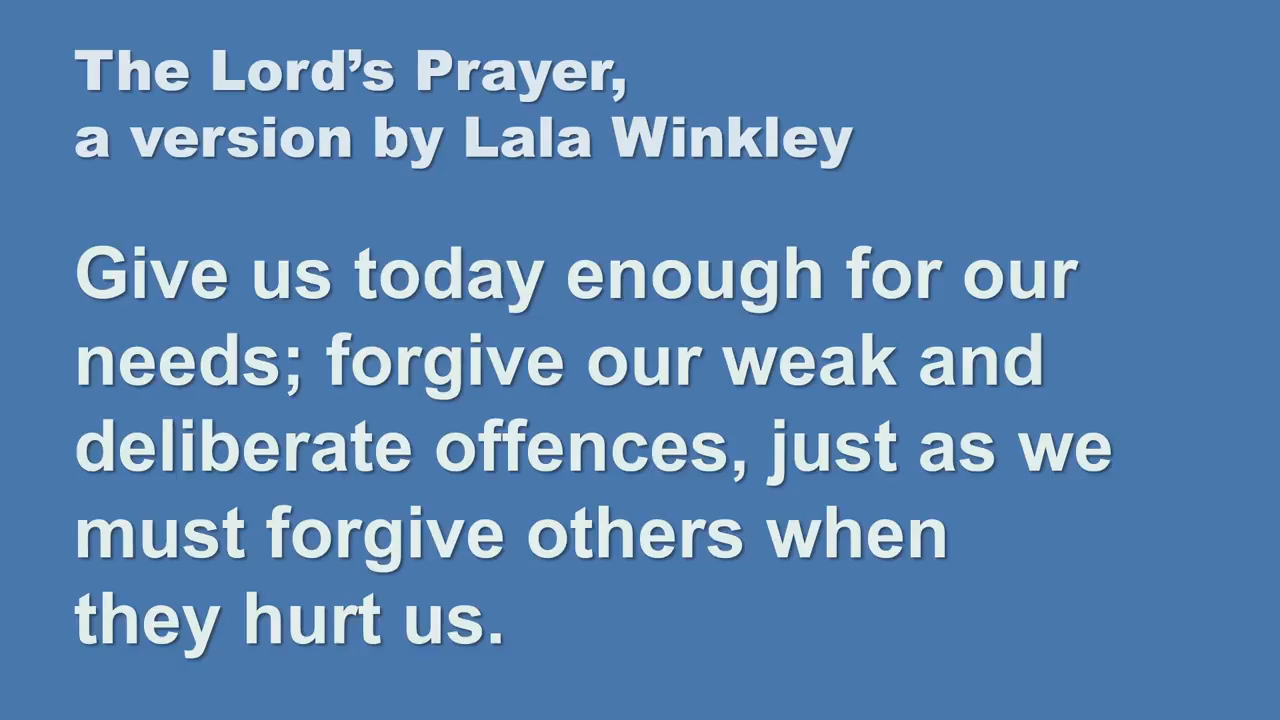 The Lord’s Prayer,
a version by Lala Winkley
Give us today enough for our
needs; forgive our weak and
deliberate offences, just as we
must forgive others when
they hurt us.